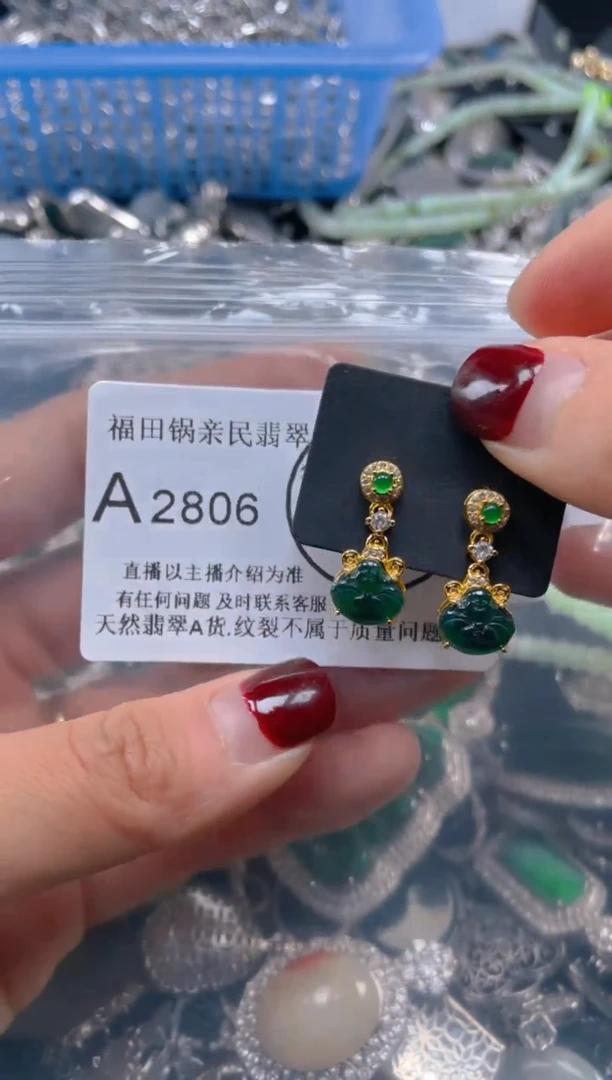 福田锅亲民翡翠
A2806
直播以主播介绍为准
有任何问题 及时联系客服
天然翡翠A货.纹裂不属于质量问题